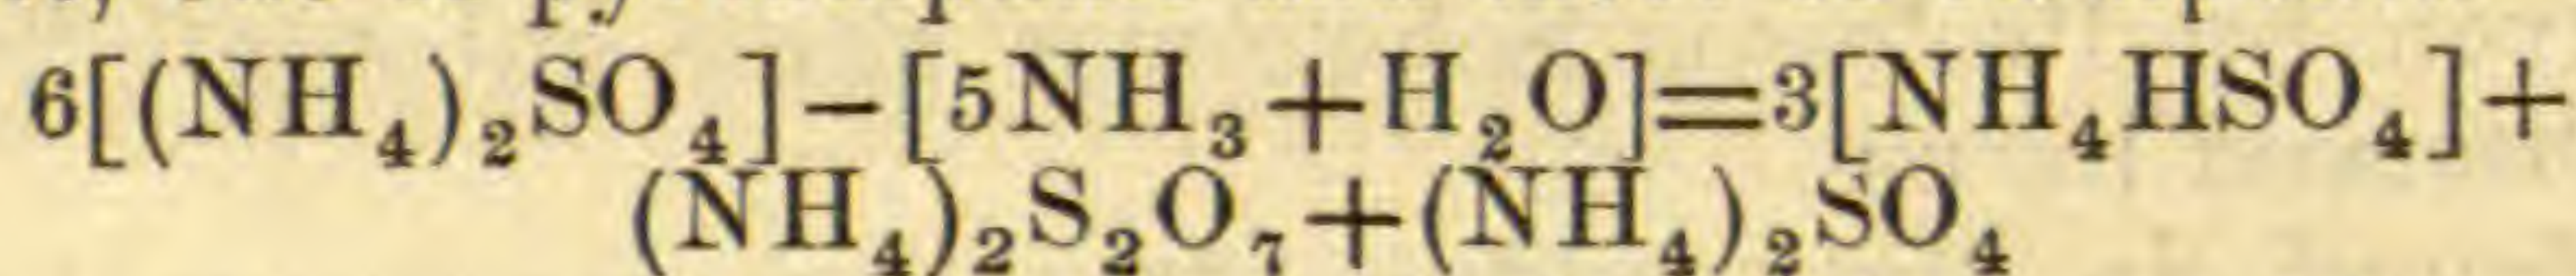 6[(NH₄)₂SO₄]−[5NH₃+H₂O]=3[NH₄HSO₄]+
(NH₄)₂S₂O₇+(NH₄)₂SO₄